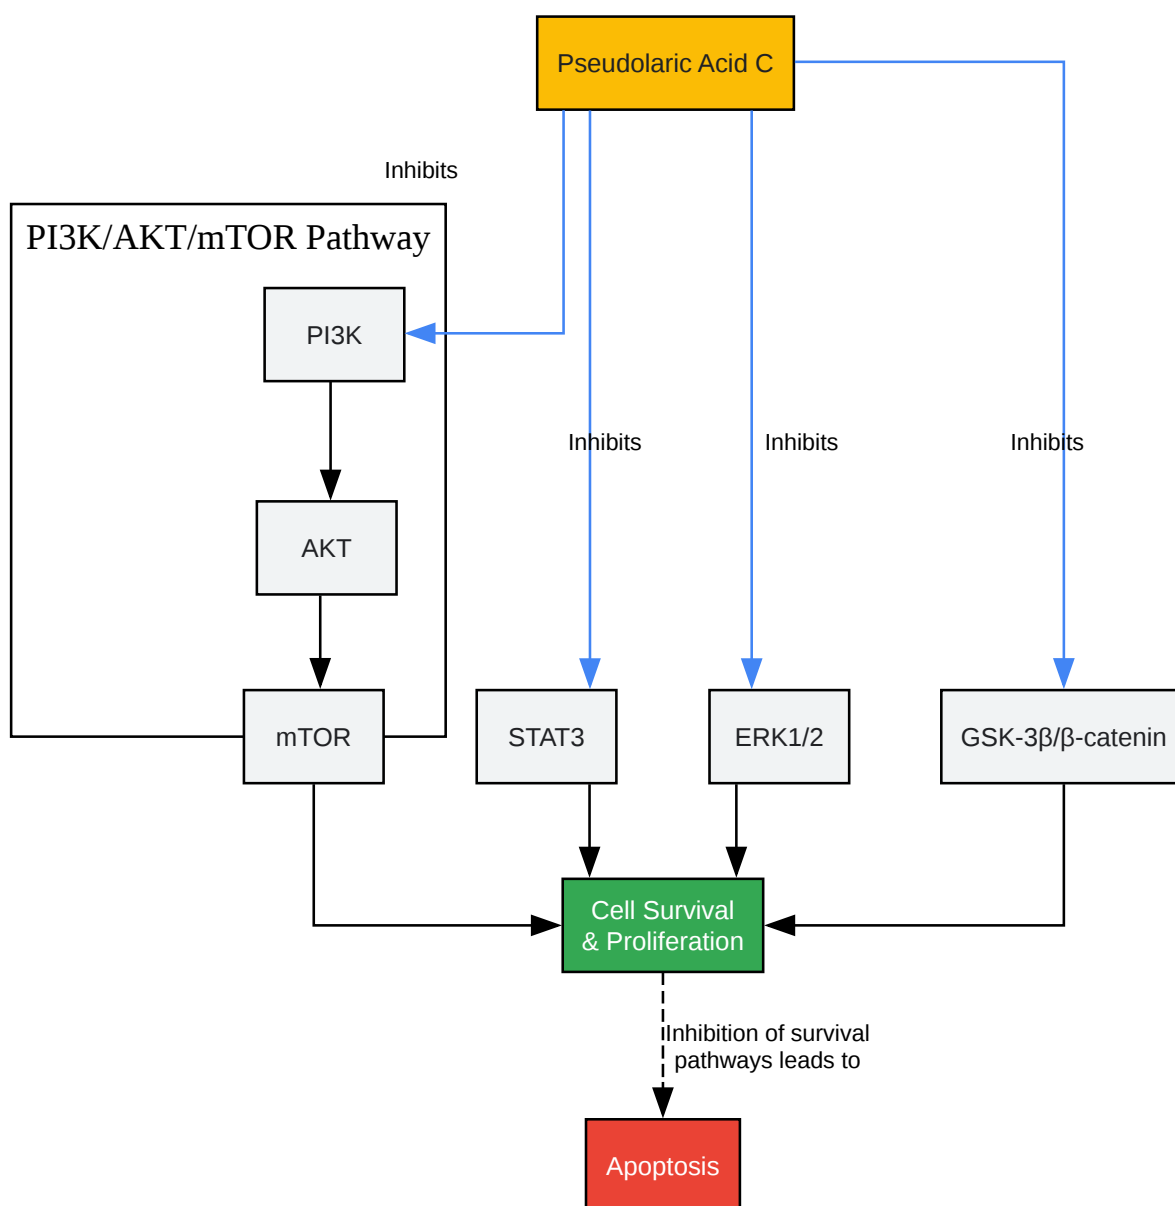 Pseudolaric Acid C
Inhibits
PI3K/AKT/mTOR Pathway
PI3K
Inhibits
Inhibits
Inhibits
AKT
mTOR
STAT3
ERK1/2
GSK-3β/β-catenin
Cell Survival
& Proliferation
Inhibition of survival
pathways leads to
Apoptosis